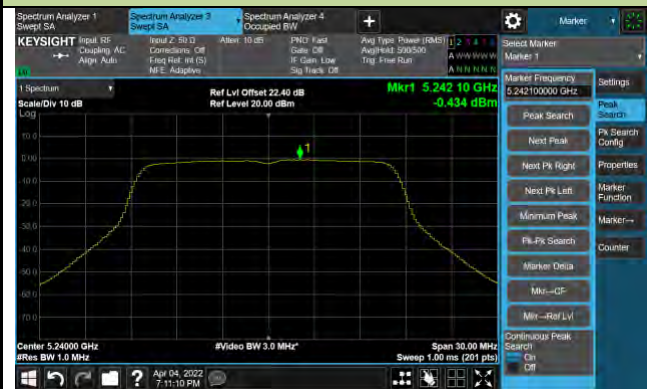 Spectrum Analyzer 1
Swept SA
Spectrum Analyzer 3
Swept SA
Spectrum Analyzer 4
Occupied BW
+
Marker
KEYSIGHT
Input: RF
Coupling: AC
Align: Auto
Input Z: 50 Ω
Corrections: Off
Freq Ref: Int (S)
NFE: Adaptive
Atten: 10 dB
PNO: Fast
Gate: Off
IF Gain: Low
Sig Track: Off
Avg Type: Power (RMS)
Avg|Hold: 500/500
Trig: Free Run
1 2 3 4 5 6
A W W W W W
A N N N N N
Select Marker
Marker 1
1 Spectrum
Scale/Div 10 dB
Log
Ref Lvl Offset 22.40 dB
Ref Level 20.00 dBm
Mkr1 5.242 10 GHz
-0.434 dBm
10.0
0.00
-10.0
-20.0
-30.0
-40.0
-50.0
-60.0
-70.0
1
Center 5.24000 GHz
#Res BW 1.0 MHz
#Video BW 3.0 MHz*
Span 30.00 MHz
Sweep 1.00 ms (201 pts)
Marker Frequency
5.242100000 GHz
Peak Search
Next Peak
Next Pk Right
Next Pk Left
Minimum Peak
Pk-Pk Search
Marker Delta
Mkr→CF
Mkr→Ref Lvl
Continuous Peak
Search
On
Off
Settings
Peak
Search
Pk Search
Config
Properties
Marker
Function
Marker→
Counter
?
Apr 04, 2022
7:11:10 PM